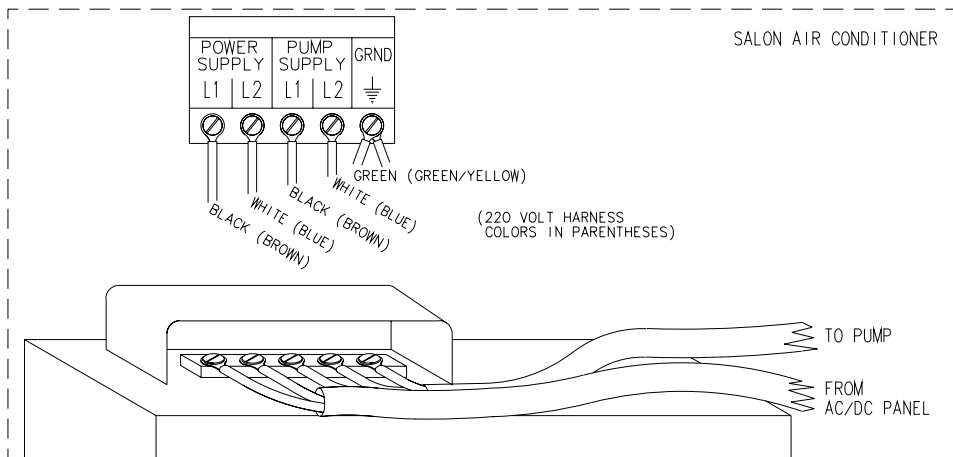 SALON AIR CONDITIONER
POWER
SUPPLY
PUMP
SUPPLY
GRND
L1
L2
L1
L2
GREEN (GREEN/YELLOW)
WHITE (BLUE)
BLACK (BROWN)
WHITE (BLUE)
BLACK (BROWN)
(220 VOLT HARNESS
COLORS IN PARENTHESES)
TO PUMP
FROM
AC/DC PANEL